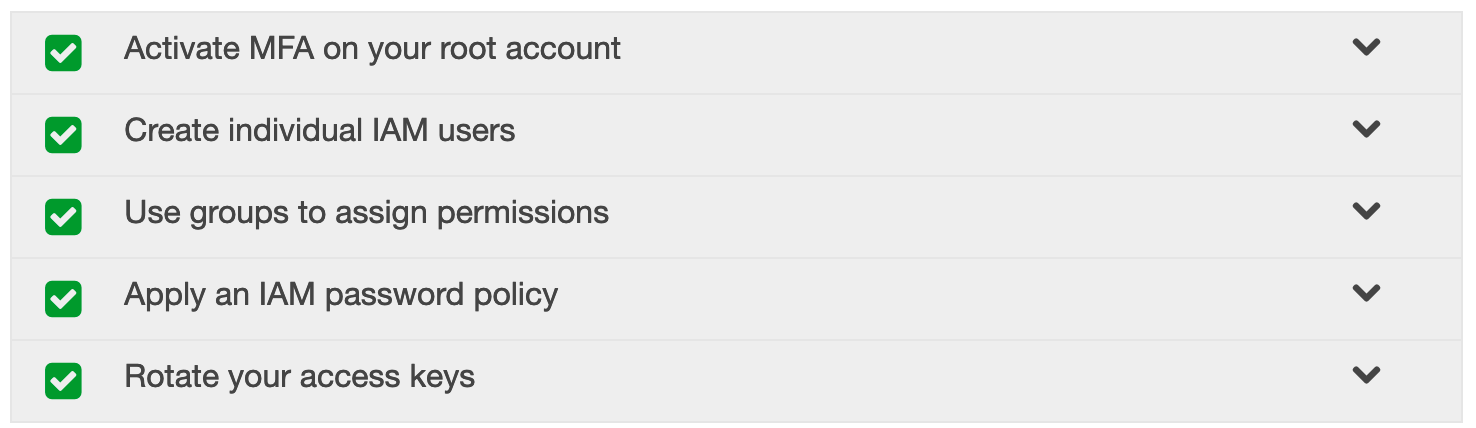 Activate MFA on your root account
Create individual IAM users
Use groups to assign permissions
Apply an IAM password policy
Rotate your access keys